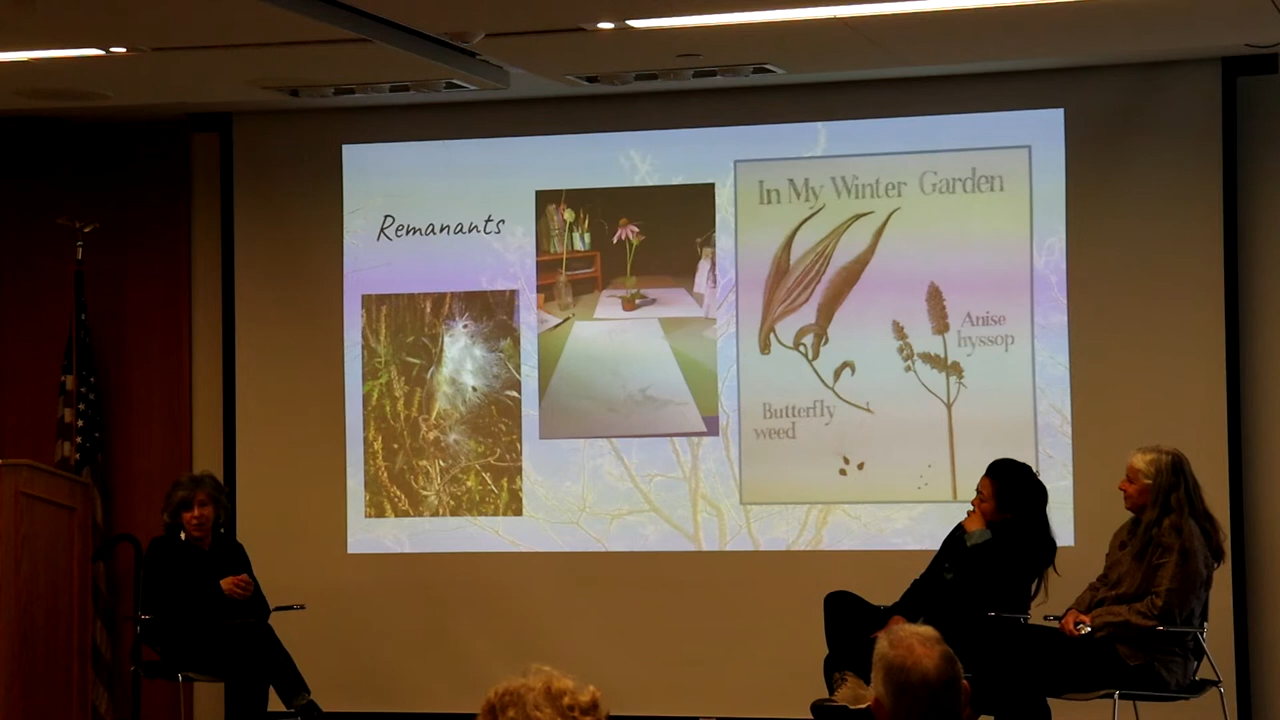 Remanants
In My Winter Garden
Anise
hyssop
Butterfly
weed